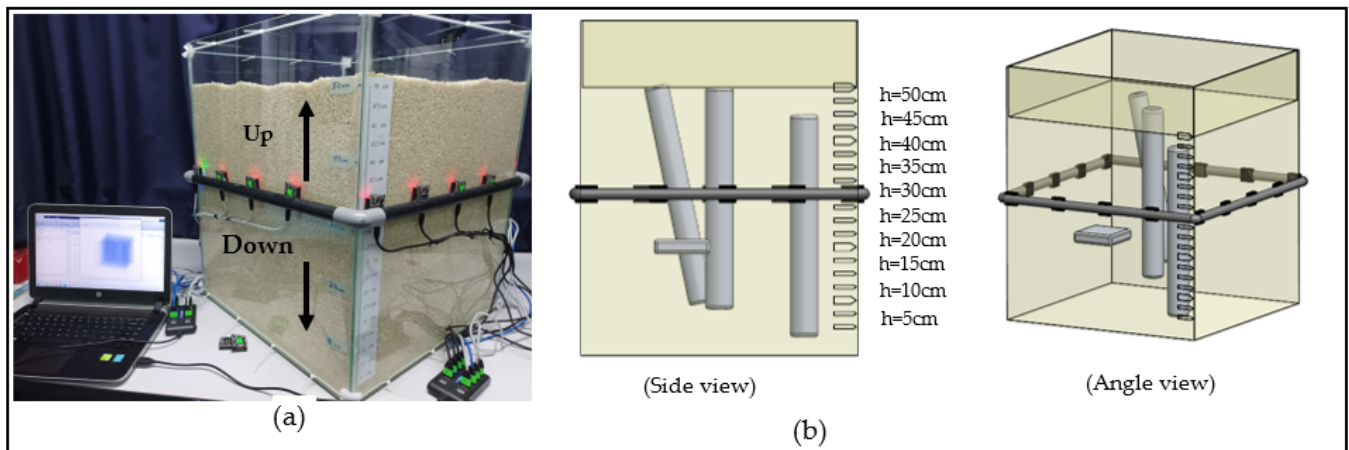 Up
Down
(a)
h=50cm
h=45cm
h=40cm
h=35cm
h=30cm
h=25cm
h=20cm
h=15cm
h=10cm
h=5cm
(Side view)
(Angle view)
(b)